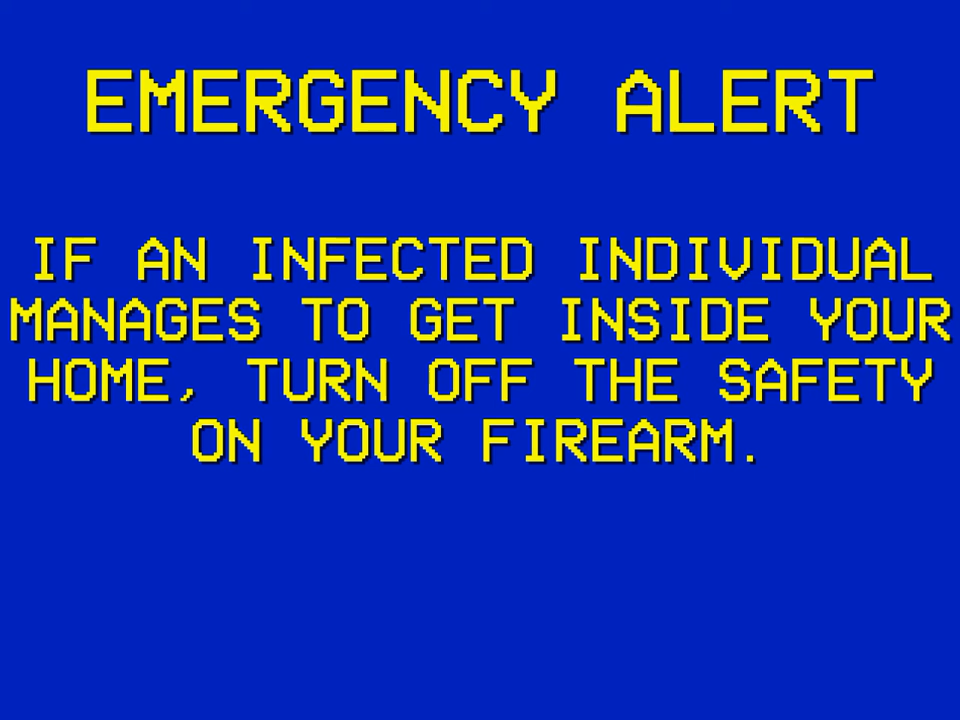 EMERGENCY ALERT
IF AN INFECTED INDIVIDUAL
MANAGES TO GET INSIDE YOUR
HOME, TURN OFF THE SAFETY
ON YOUR FIREARM.